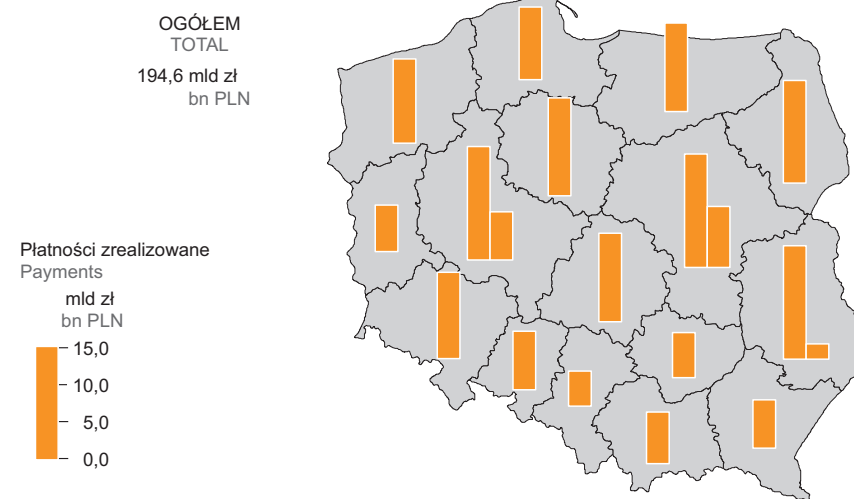 OGÓŁEM
TOTAL
194,6 mld zł
bn PLN
Płatności zrealizowane
Payments
mld zł
bn PLN
15,0
10,0
5,0
0,0